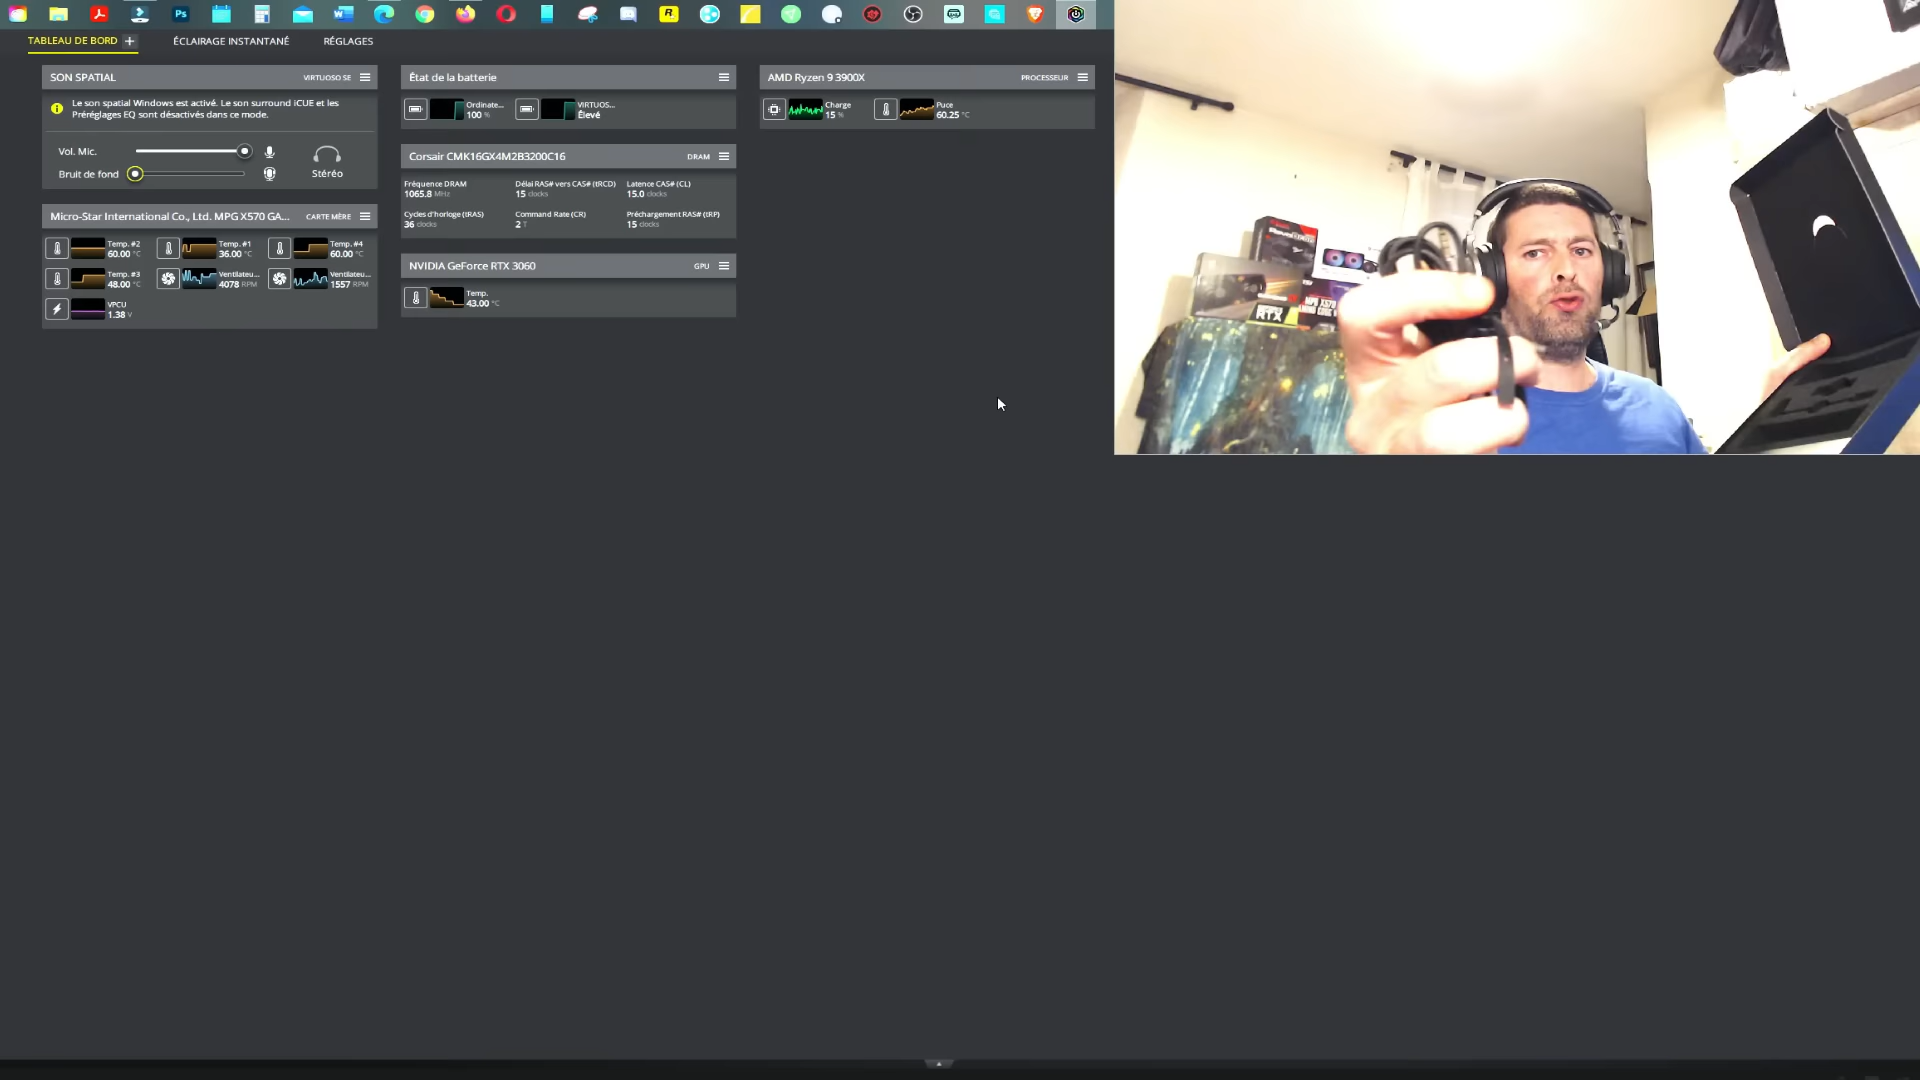 TABLEAU DE BORD +
ÉCLAIRAGE INSTANTANÉ
RÉGLAGES
SON SPATIAL
VIRTUOSO SE
Le son spatial Windows est activé. Le son surround iCUE et les
Préréglages EQ sont désactivés dans ce mode.
Vol. Mic.
Bruit de fond
Stéréo
Micro-Star International Co., Ltd. MPG X570 GA...
CARTE MÈRE
Temp. #2
60.00 °C
Temp. #1
36.00 °C
Temp. #4
60.00 °C
Temp. #3
48.00 °C
Ventilateu...
4078 RPM
Ventilateu...
1557 RPM
VPCU
1.38 V
État de la batterie
Ordinate...
100 %
VIRTUOS...
Élevé
Corsair CMK16GX4M2B3200C16
DRAM
Fréquence DRAM
1065.8 MHz
Délai RAS# vers CAS# (tRCD)
15 clocks
Latence CAS# (CL)
15.0 clocks
Cycles d'horloge (tRAS)
36 clocks
Command Rate (CR)
2 T
Préchargement RAS# (tRP)
15 clocks
NVIDIA GeForce RTX 3060
GPU
Temp.
43.00 °C
AMD Ryzen 9 3900X
PROCESSEUR
Charge
15 %
Puce
60.25 °C
Ps
W
R.
RTX
MPG X570